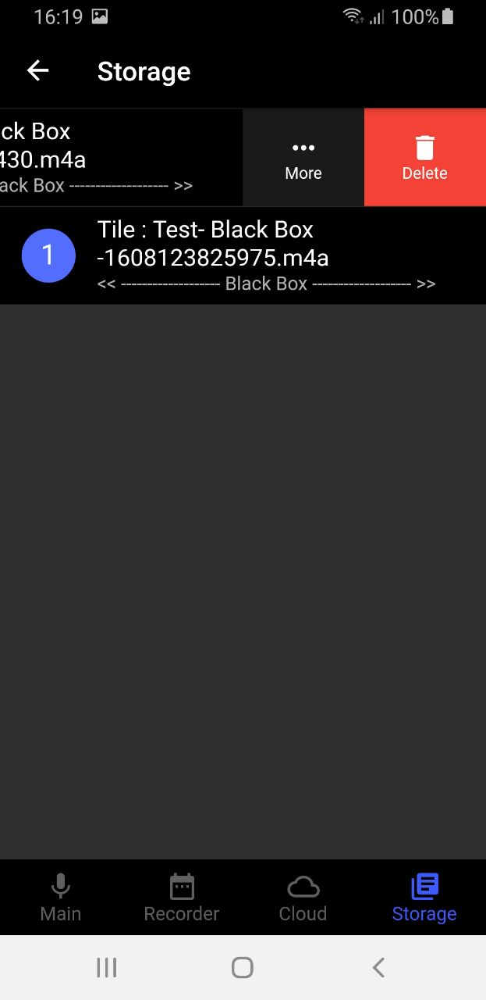 16:19 100%
Storage
ck Box
430.m4a
ack Box ------------------- >>
More
Delete
1
Tile : Test- Black Box
-1608123825975.m4a
<< ------------------- Black Box ------------------- >>
Main Recorder Cloud Storage